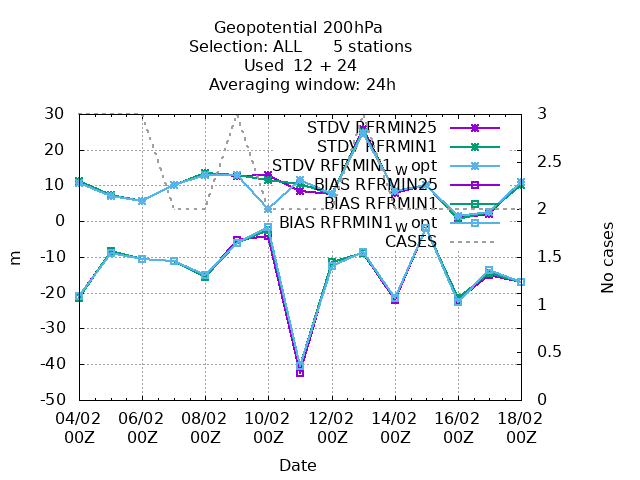 Geopotential 200hPa
Selection: ALL 5 stations
Used 12 + 24
Averaging window: 24h
30
20
10
0
-10
-20
-30
-40
-50
m
3
2.5
2
1.5
1
0.5
0
No cases
STDV RFRMIN25
STDV RFRMIN1
STDV RFRMIN1w opt
BIAS RFRMIN25
BIAS RFRMIN1
BIAS RFRMIN1w opt
CASES
04/02 06/02 08/02 10/02 12/02 14/02 16/02 18/02
00Z 00Z 00Z 00Z 00Z 00Z 00Z 00Z
Date